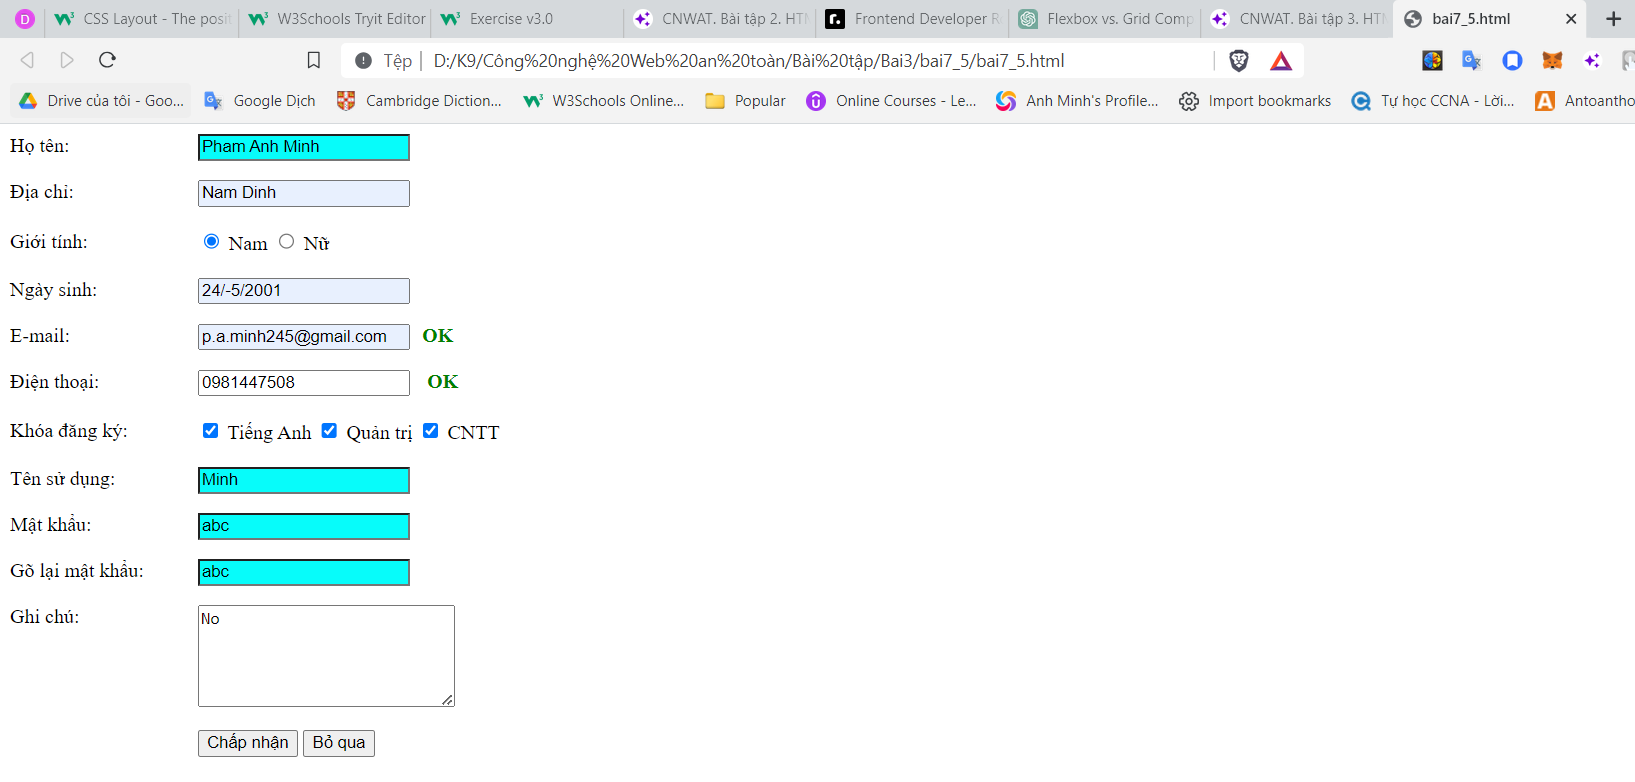 D CSS Layout - The posit W3Schools Tryit Editor Exercise v3.0 CNWAT. Bài tập 2. HTM Frontend Developer Ro Flexbox vs. Grid Comp CNWAT. Bài tập 3. HTM bai7_5.html
Tệp D:/K9/Công%20nghệ%20Web%20an%20toàn/Bài%20tập/Bai3/bai7_5/bai7_5.html
Drive của tôi - Goo... Google Dịch Cambridge Diction... W3Schools Online... Popular Online Courses - Le... Anh Minh's Profile... Import bookmarks Tự học CCNA - Lời... Antoantho
Họ tên: Pham Anh Minh
Địa chỉ: Nam Dinh
Giới tính: Nam Nữ
Ngày sinh: 24/-5/2001
E-mail: p.a.minh245@gmail.com OK
Điện thoại: 0981447508 OK
Khóa đăng ký: Tiếng Anh Quản trị CNTT
Tên sử dụng: Minh
Mật khẩu: abc
Gõ lại mật khẩu: abc
Ghi chú: No
Chấp nhận Bỏ qua